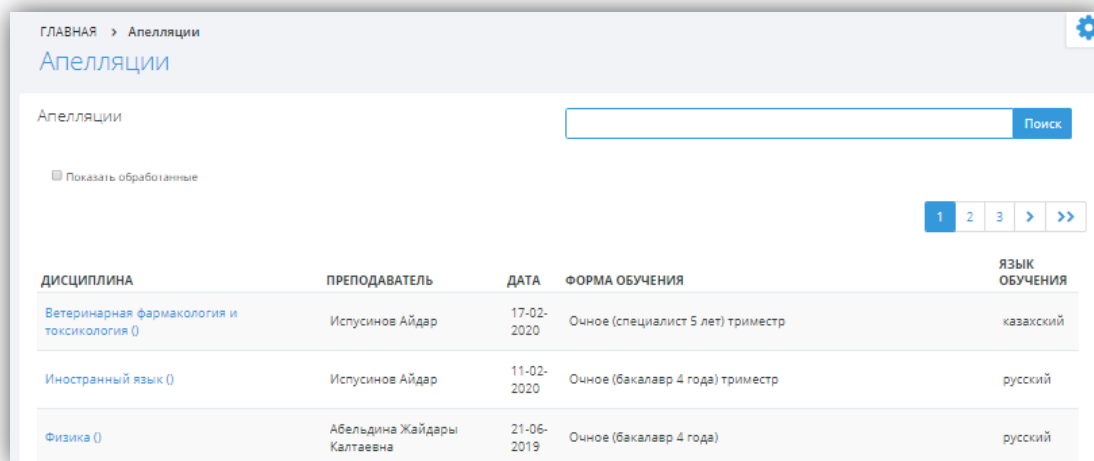 ГЛАВНАЯ > Апелляции
Апелляции
Апелляции
Поиск
Показать обработанные
1 2 3 > >>
ДИСЦИПЛИНА ПРЕПОДАВАТЕЛЬ ДАТА ФОРМА ОБУЧЕНИЯ ЯЗЫК
ОБУЧЕНИЯ
Ветеринарная фармакология и
токсикология () Испусинов Айдар 17-02-
2020 Очное (специалист 5 лет) триместр казахский
Иностранный язык () Испусинов Айдар 11-02-
2020 Очное (бакалавр 4 года) триместр русский
Физика () Абельдина Жайдары
Калтаевна 21-06-
2019 Очное (бакалавр 4 года) русский